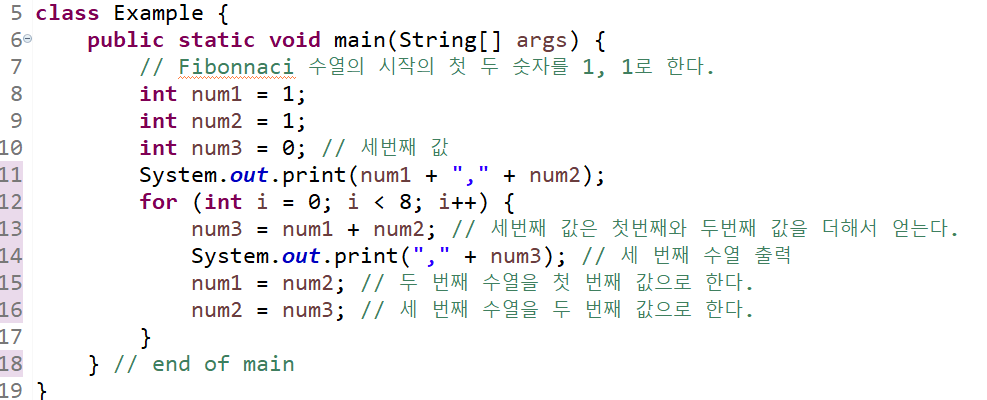 5 class Example {
6 public static void main(String[] args) {
7 // Fibonnaci 수열의 시작의 첫 두 숫자를 1, 1로 한다.
8 int num1 = 1;
9 int num2 = 1;
10 int num3 = 0; // 세번째 값
11 System.out.print(num1 + "," + num2);
12 for (int i = 0; i < 8; i++) {
13 num3 = num1 + num2; // 세번째 값은 첫번째와 두번째 값을 더해서 얻는다.
14 System.out.print("," + num3); // 세 번째 수열 출력
15 num1 = num2; // 두 번째 수열을 첫 번째 값으로 한다.
16 num2 = num3; // 세 번째 수열을 두 번째 값으로 한다.
17 }
18 } // end of main
19 }